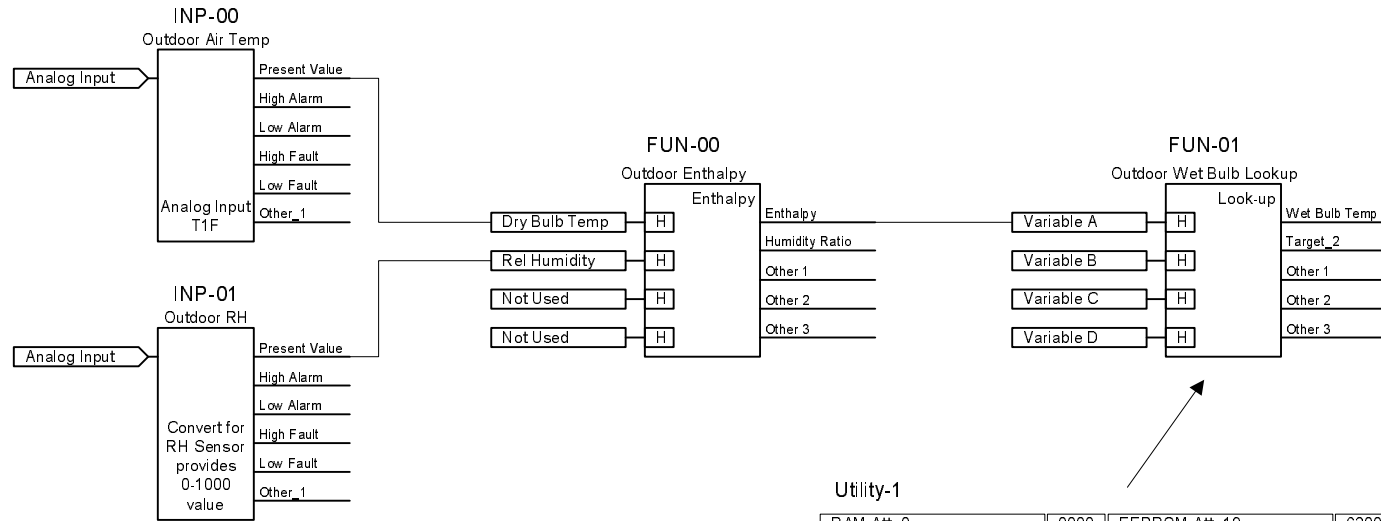 INP-00
Outdoor Air Temp
Analog Input
Present Value
High Alarm
Low Alarm
High Fault
Low Fault
Other_1
Analog Input
T1F
INP-01
Outdoor RH
Analog Input
Present Value
High Alarm
Low Alarm
High Fault
Low Fault
Other_1
Convert for
RH Sensor
provides
0-1000
value
FUN-00
Outdoor Enthalpy
Enthalpy
Dry Bulb Temp H
Rel Humidity H
Not Used H
Not Used H
Enthalpy
Humidity Ratio
Other 1
Other 2
Other 3
FUN-01
Outdoor Wet Bulb Lookup
Look-up
Variable A H
Variable B H
Variable C H
Variable D H
Wet Bulb Temp
Target_2
Other 1
Other 2
Other 3
Utility-1